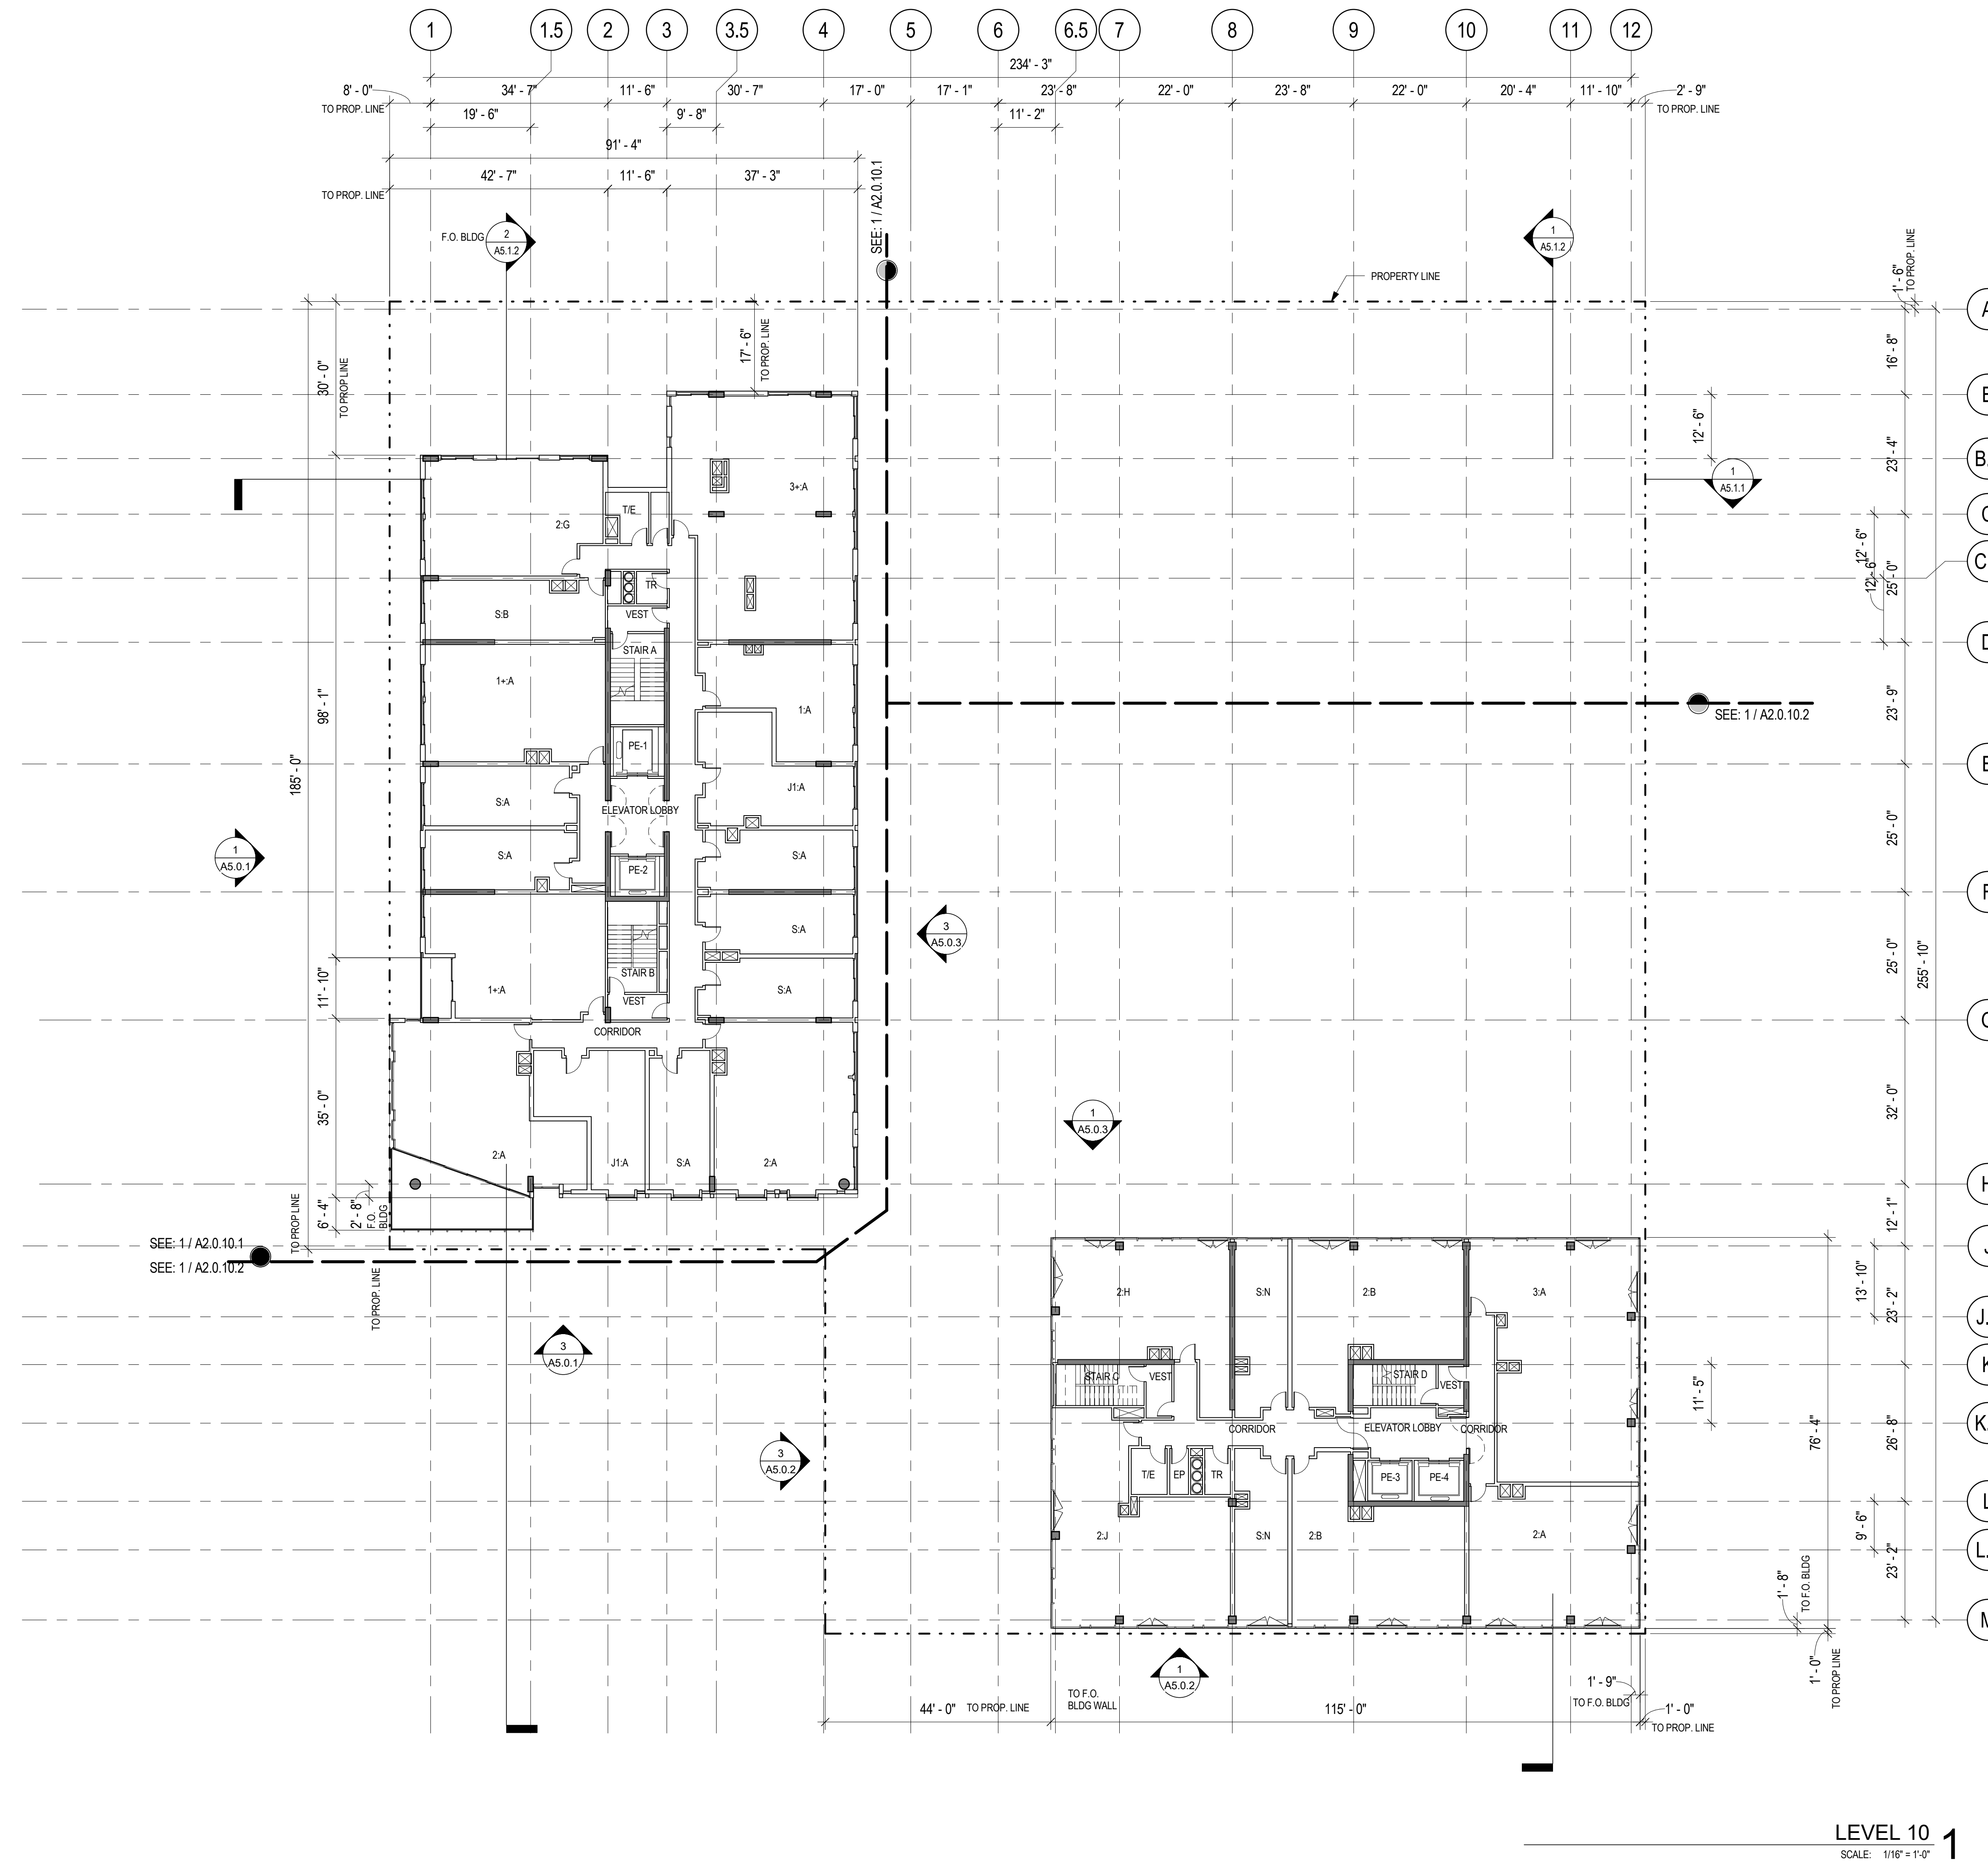 1 1.5 2 3 3.5 4 5 6 6.5 7 8 9 10 11 12
234' - 3"
8' - 0" 34' - 7" 11' - 6" 30' - 7" 17' - 0" 17' - 1" 23' - 8" 22' - 0" 23' - 8" 22' - 0" 20' - 4" 11' - 10" 2' - 9"
TO PROP. LINE TO PROP. LINE
19' - 6" 9' - 8" 11' - 2"
91' - 4"
42' - 7" 11' - 6" 37' - 3"
TO PROP. LINE
SEE: 1 / A2.0.10.1
F.O. BLDG
2
A5.1.2
1
A5.1.2
PROPERTY LINE
1' - 6"
TO PROP. LINE
A
17' - 6"
TO PROP. LINE
30' - 0"
TO PROP LINE
16' - 8"
12' - 6"
23' - 4"
1
A5.1.1
12' - 6"
12' - 6"
25' - 0"
D
3+:A
T/E
2:G
TR
S:B
VEST
STAIR A
1+:A
1:A
98' - 1"
23' - 9"
SEE: 1 / A2.0.10.2
PE-1
185' - 0"
J1:A
S:A
ELEVATOR LOBBY
25' - 0"
S:A
S:A
1
A5.0.1
PE-2
S:A
3
A5.0.3
25' - 0"
255' - 10"
STAIR B
11' - 10"
1+:A
S:A
VEST
CORRIDOR
35' - 0"
32' - 0"
1
A5.0.3
2:A
J1:A
S:A
2:A
H
6' - 4"
2' - 8"
F.O.
BLDG
TO PROP LINE
12' - 1"
SEE: 1 / A2.0.10.1
SEE: 1 / A2.0.10.2
TO PROP. LINE
J
13' - 10"
23' - 2"
2:H
S:N
2:B
3:A
J.
3
A5.0.1
K
STAIR C
VEST
STAIR D
VEST
11' - 5"
K.
CORRIDOR
ELEVATOR LOBBY
CORRIDOR
76' - 4"
26' - 8"
3
A5.0.2
T/E
EP
TR
PE-3
PE-4
L
9' - 6"
23' - 2"
2:J
S:N
2:B
2:A
L.
1' - 8"
TO F.O. BLDG
M
1
A5.0.2
1' - 0"
TO PROP LINE
1' - 9"
TO F.O. BLDG
44' - 0"
TO PROP. LINE
TO F.O.
BLDG WALL
115' - 0"
1' - 0"
TO PROP. LINE
LEVEL 10
SCALE: 1/16" = 1'-0"
1